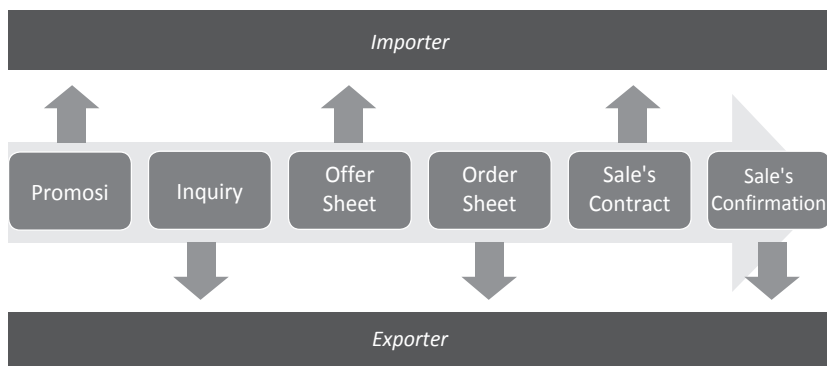 Importer
Promosi
Inquiry
Offer
Sheet
Order
Sheet
Sale's
Contract
Sale's
Confirmation
Exporter